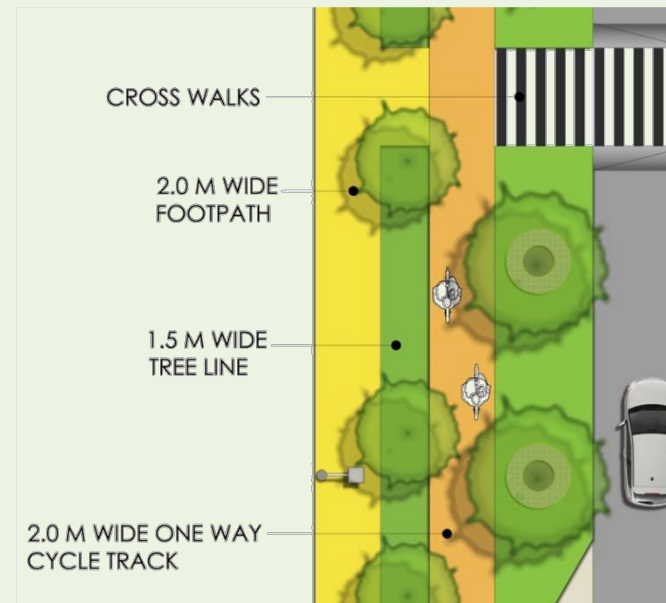 CROSS WALKS
2.0 M WIDE
FOOTPATH
1.5 M WIDE
TREE LINE
2.0 M WIDE ONE WAY
CYCLE TRACK